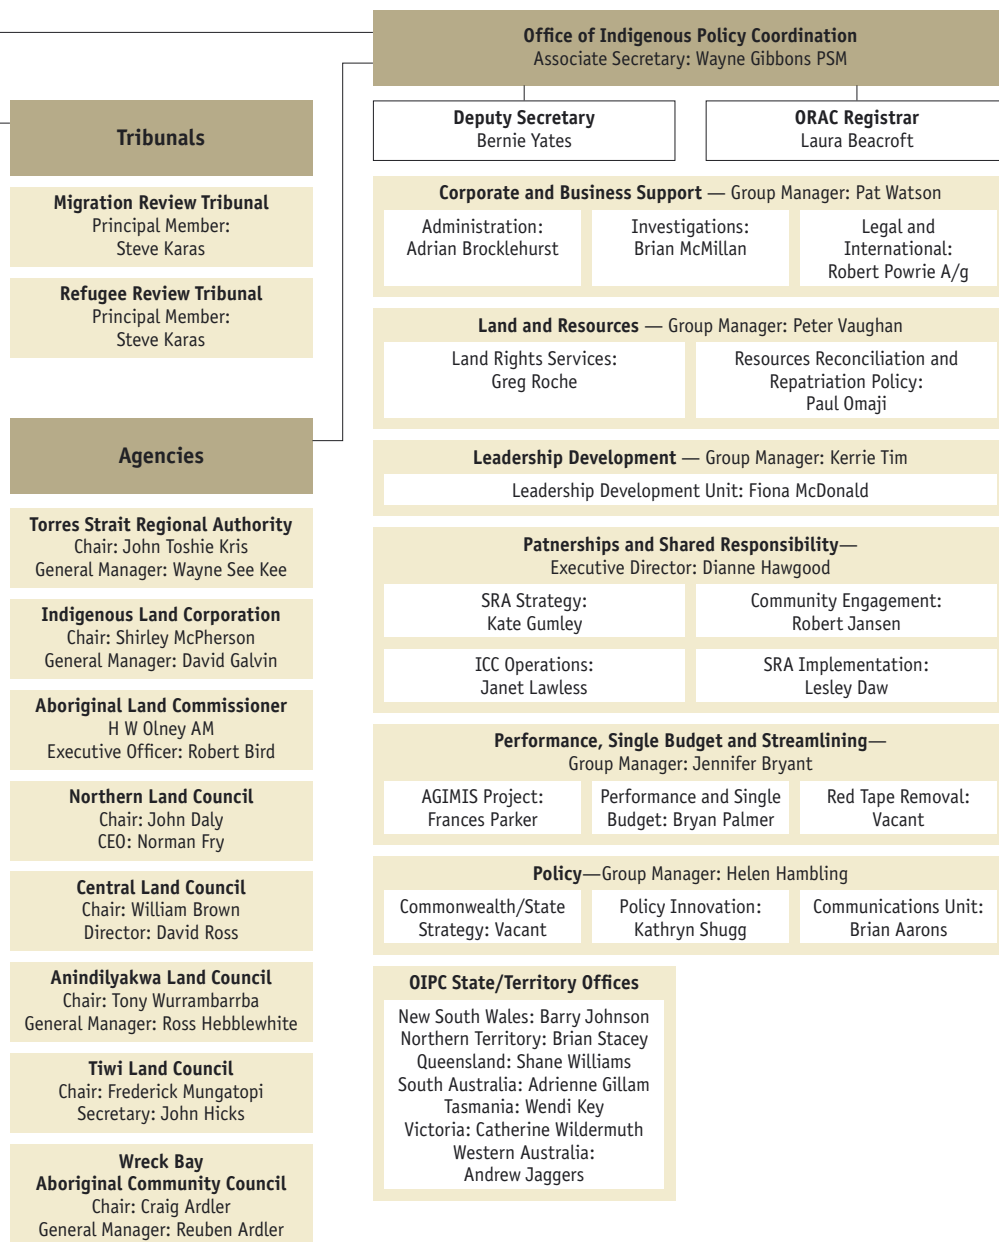 Office of Indigenous Policy Coordination
Associate Secretary: Wayne Gibbons PSM
Deputy Secretary
Bernie Yates
ORAC Registrar
Laura Beacroft
Tribunals
Migration Review Tribunal
Principal Member:
Steve Karas
Refugee Review Tribunal
Principal Member:
Steve Karas
Agencies
Torres Strait Regional Authority
Chair: John Toshie Kris
General Manager: Wayne See Kee
Indigenous Land Corporation
Chair: Shirley McPherson
General Manager: David Galvin
Aboriginal Land Commissioner
H W Olney AM
Executive Officer: Robert Bird
Northern Land Council
Chair: John Daly
CEO: Norman Fry
Central Land Council
Chair: William Brown
Director: David Ross
Anindilyakwa Land Council
Chair: Tony Wurrambarrba
General Manager: Ross Hebblewhite
Tiwi Land Council
Chair: Frederick Mungatopi
Secretary: John Hicks
Wreck Bay
Aboriginal Community Council
Chair: Craig Ardler
General Manager: Reuben Ardler
Corporate and Business Support — Group Manager: Pat Watson
Administration:
Adrian Brocklehurst
Investigations:
Brian McMillan
Legal and
International:
Robert Powrie A/g
Land and Resources — Group Manager: Peter Vaughan
Land Rights Services:
Greg Roche
Resources Reconciliation and
Repatriation Policy:
Paul Omaji
Leadership Development — Group Manager: Kerrie Tim
Leadership Development Unit: Fiona McDonald
Patnerships and Shared Responsibility—
Executive Director: Dianne Hawgood
SRA Strategy:
Kate Gumley
Community Engagement:
Robert Jansen
ICC Operations:
Janet Lawless
SRA Implementation:
Lesley Daw
Performance, Single Budget and Streamlining—
Group Manager: Jennifer Bryant
AGIMIS Project:
Frances Parker
Performance and Single
Budget: Bryan Palmer
Red Tape Removal:
Vacant
Policy—Group Manager: Helen Hambling
Commonwealth/State
Strategy: Vacant
Policy Innovation:
Kathryn Shugg
Communications Unit:
Brian Aarons
OIPC State/Territory Offices
New South Wales: Barry Johnson
Northern Territory: Brian Stacey
Queensland: Shane Williams
South Australia: Adrienne Gillam
Tasmania: Wendi Key
Victoria: Catherine Wildermuth
Western Australia:
Andrew Jaggers